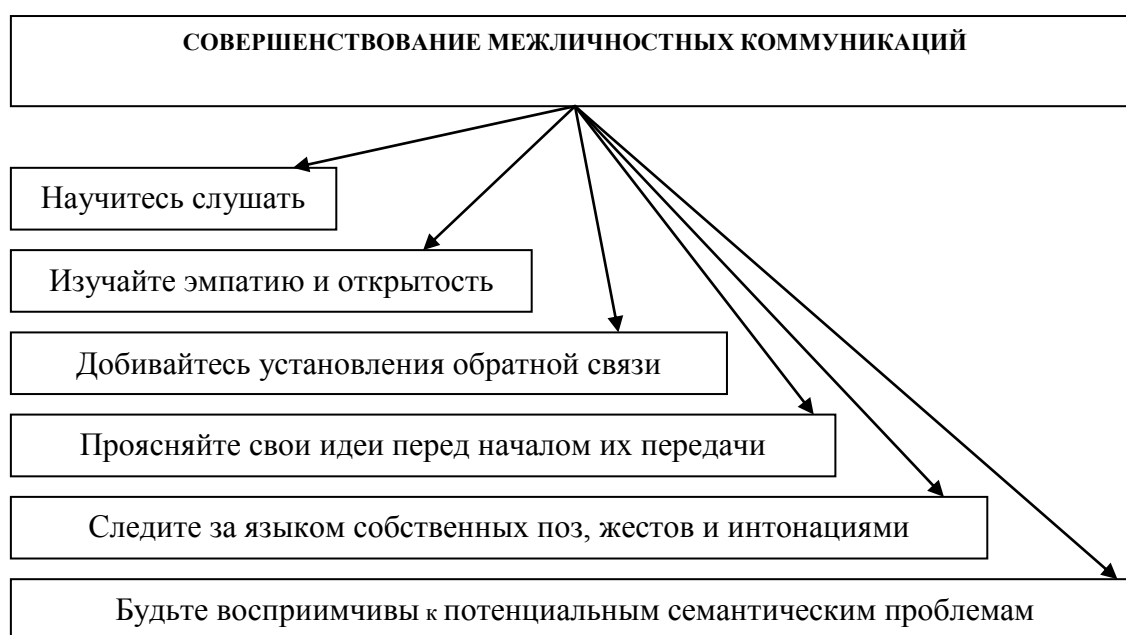 СОВЕРШЕНСТВОВАНИЕ МЕЖЛИЧНОСТНЫХ КОММУНИКАЦИЙ
Научитесь слушать
Изучайте эмпатию и открытость
Добивайтесь установления обратной связи
Проясняйте свои идеи перед началом их передачи
Следите за языком собственных поз, жестов и интонациями
Будьте восприимчивы к потенциальным семантическим проблемам